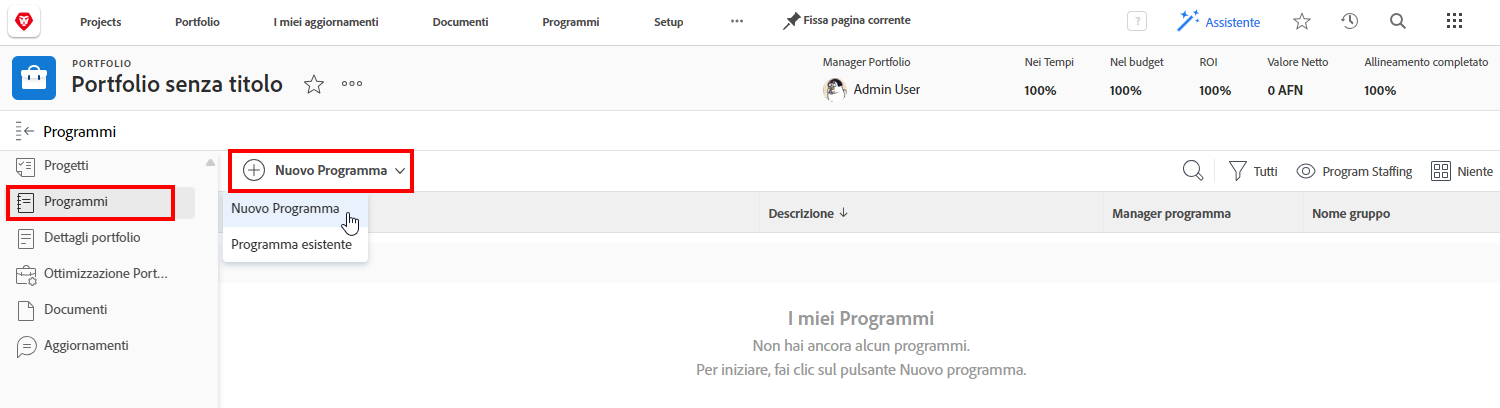 Projects Portfolio I miei aggiornamenti Documenti Programmi Setup ••• Fissa pagina corrente ? Assistente
PORTFOLIO
Portfolio senza titolo
Manager Portfolio Nei Tempi Nel budget ROI Valore Netto Allineamento completato
Admin User 100% 100% 100% 0 AFN 100%
Programmi
Progetti
Programmi
Dettagli portfolio
Ottimizzazione Port...
Documenti
Aggiornamenti
Nuovo Programma
Tutti Program Staffing Niente
Nuovo Programma
Programma esistente
Descrizione Manager programma Nome gruppo
I miei Programmi
Non hai ancora alcun programmi.
Per iniziare, fai clic sul pulsante Nuovo programma.